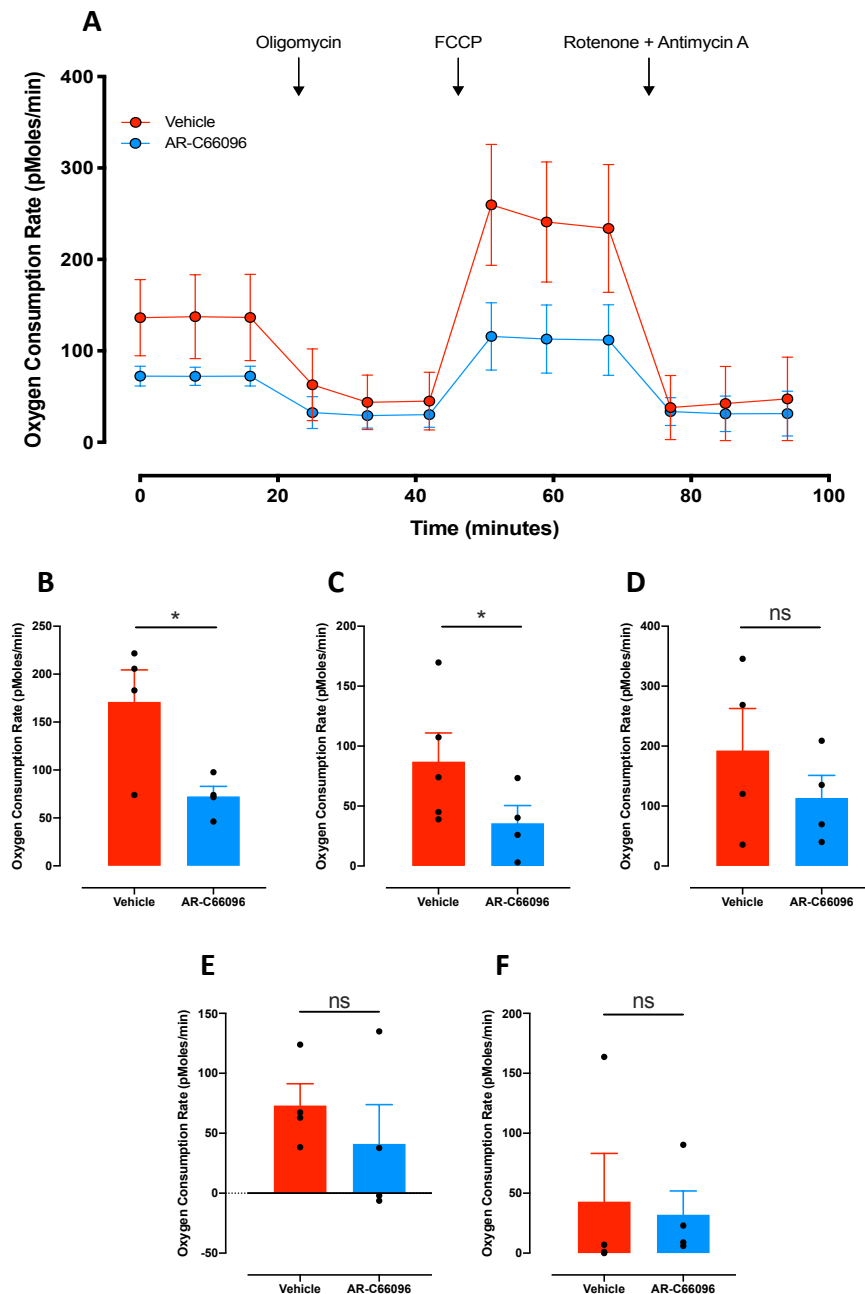 A
Oligomycin FCCP Rotenone + Antimycin A
Oxygen Consumption Rate (pMoles/min)
400
300
200
100
0
Vehicle
AR-C66096
0 20 40 60 80 100
Time (minutes)
B
Oxygen Consumption Rate (pMoles/min)
250
200
150
100
50
0
*
Vehicle AR-C66096
C
Oxygen Consumption Rate (pMoles/min)
200
150
100
50
0
*
Vehicle AR-C66096
D
Oxygen Consumption Rate (pMoles/min)
400
300
200
100
0
ns
Vehicle AR-C66096
E
Oxygen Consumption Rate (pMoles/min)
150
100
50
0
-50
ns
Vehicle AR-C66096
F
Oxygen Consumption Rate (pMoles/min)
200
150
100
50
0
ns
Vehicle AR-C66096